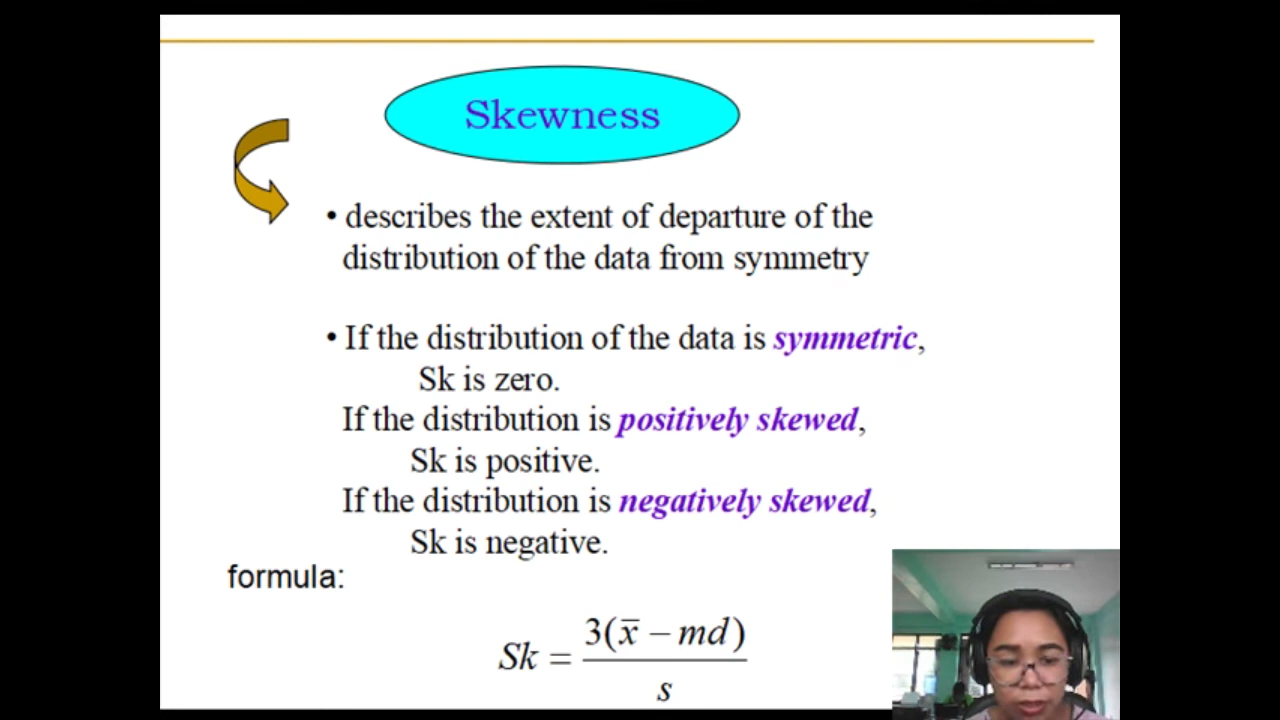 Skewness
• describes the extent of departure of the
distribution of the data from symmetry
• If the distribution of the data is symmetric,
Sk is zero.
If the distribution is positively skewed,
Sk is positive.
If the distribution is negatively skewed,
Sk is negative.
formula:
Sk = 3(x̄ – md) / s